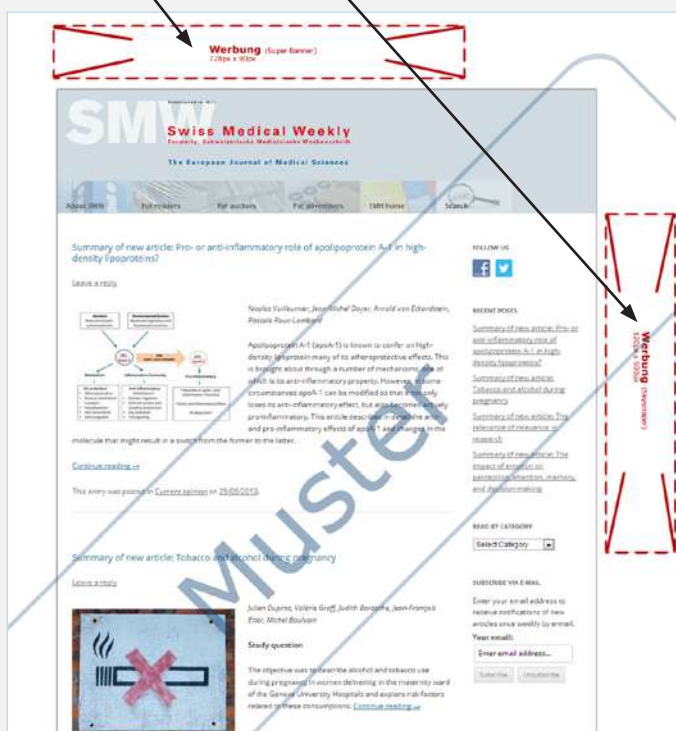 Werbung (Super Banner)
728px x 90px
SMW
Established in 1871
Swiss Medical Weekly
Formerly: Schweizerische Medizinische Wochenschrift
The European Journal of Medical Sciences
About SMW
For readers
For authors
For advertisers
EMH Home
Search
Summary of new article: Pro- or anti-inflammatory role of apolipoprotein A-1 in high-
density lipoproteins?
Leave a reply
Nicolas Vuilleumier, Jean-Michel Dayer, Arnold von Eckardstein,
Pascale Roux-Lombard
Apolipoprotein A-1 (apoA-1) is known to confer on high-
density lipoprotein many of its atheroprotective effects. This
is brought about through a number of mechanisms, one of
which is its anti-inflammatory property. However, in some
circumstances apoA-1 can be modified so that it not only
loses its anti-inflammatory effect, but also becomes actively
pro-inflammatory. This article describes in detail the anti-
and pro-inflammatory effects of apoA-1 and changes in the
molecule that might result in a switch from the former to the latter.
Continue reading →
This entry was posted in Current opinion on 29/05/2013.
Summary of new article: Tobacco and alcohol during pregnancy
Leave a reply
Julien Dupraz, Valérie Graff, Judith Barasche, Jean-François
Etter, Michel Boulvain
Study question
The objective was to describe alcohol and tobacco use
during pregnancy in women delivering in the maternity ward
of the Geneva University Hospitals and explore risk factors
related to these consumptions. Continue reading →
FOLLOW US
RECENT POSTS
Summary of new article: Pro- or
anti-inflammatory role of
apolipoprotein A-1 in high-
density lipoproteins?
Summary of new article:
Tobacco and alcohol during
pregnancy
Summary of new article: The
relevance of relevance in
research
Summary of new article: The
impact of emotion on
perception, attention, memory,
and decision-making
READ BY CATEGORY
Select Category
SUBSCRIBE VIA E-MAIL
Enter your email address to
receive notifications of new
articles once weekly by e-mail.
Your email:
Enter email address...
Subscribe
Unsubscribe
Werbung (Skyscraper)
120px x 600px
Muster